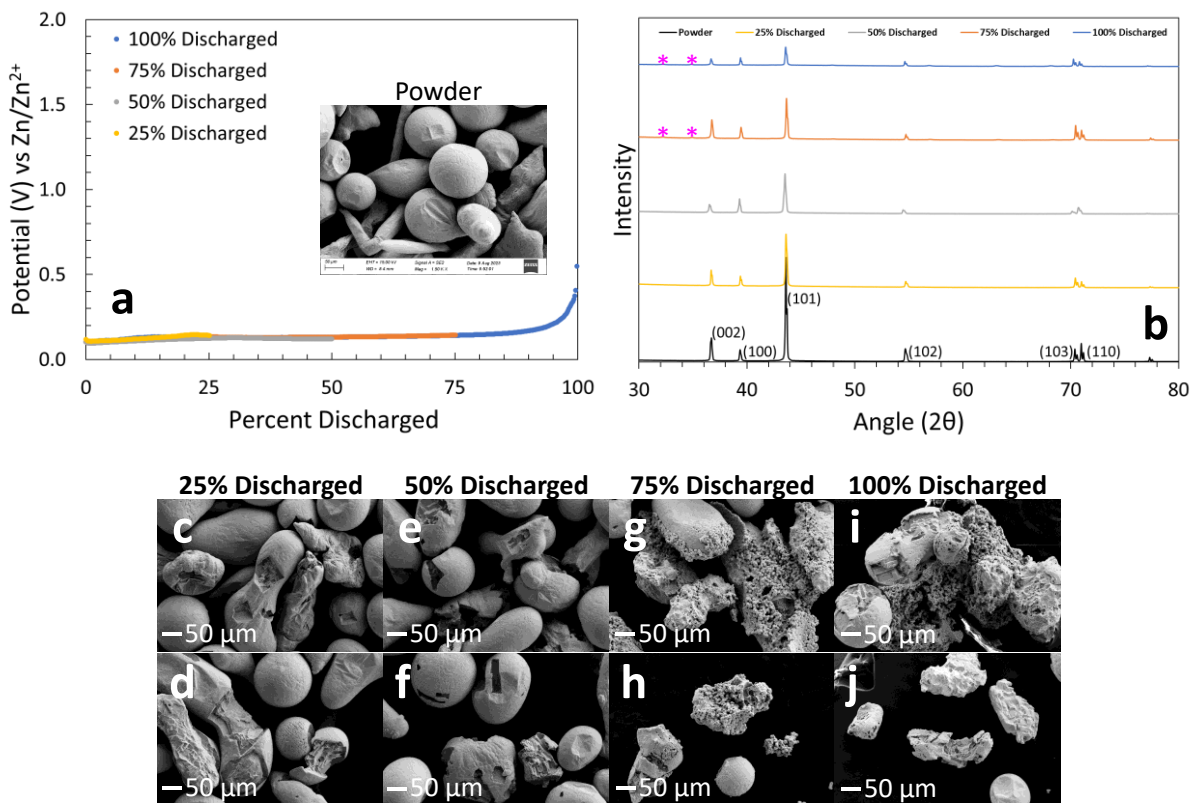 2.0
1.5
1.0
0.5
0.0
Potential (V) vs Zn/Zn²⁺
100% Discharged
75% Discharged
50% Discharged
25% Discharged
Powder
a
0
25
50
75
100
Percent Discharged
Powder
25% Discharged
50% Discharged
75% Discharged
100% Discharged
* *
* *
Intensity
b
(002)
(100)
(101)
(102)
(103)
(110)
30
40
50
60
70
80
Angle (2θ)
25% Discharged
50% Discharged
75% Discharged
100% Discharged
c
50 µm
e
50 µm
g
50 µm
i
50 µm
d
50 µm
f
50 µm
h
50 µm
j
50 µm